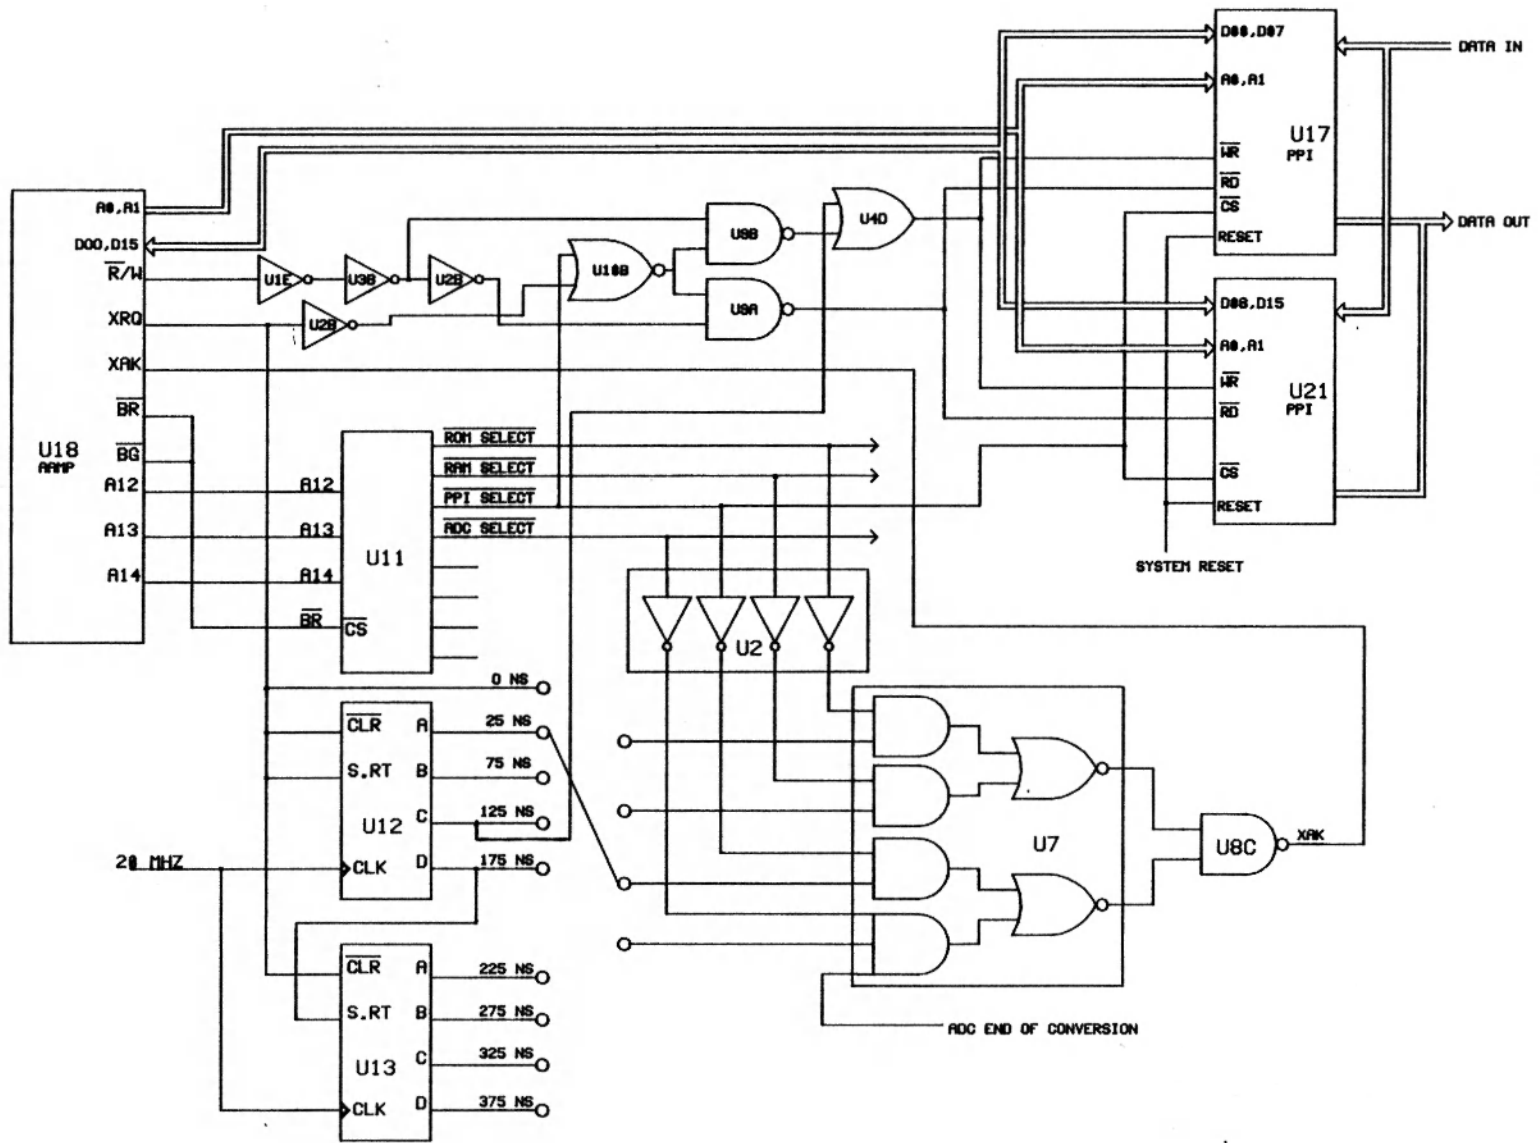 D00,D07
DATA IN
A0,A1
U17
PPI
WR
RD
CS
DATA OUT
RESET
A0,A1
D00,D15
R/W
U1E
U3B
U2B
U10B
U9B
U4D
U9A
XRQ
U2B
D08,D15
A0,A1
XAK
WR
U21
PPI
RD
BR
U18
AAMP
BG
ROM SELECT
RAM SELECT
CS
A12
A12
PPI SELECT
RESET
A13
A13
ADC SELECT
U11
A14
A14
SYSTEM RESET
BR
CS
U2
0 NS
CLR
A
25 NS
S.RT
B
75 NS
U12
C
125 NS
U7
U8C
XAK
20 MHZ
CLK
D
175 NS
CLR
A
225 NS
S.RT
B
275 NS
ADC END OF CONVERSION
U13
C
325 NS
CLK
D
375 NS